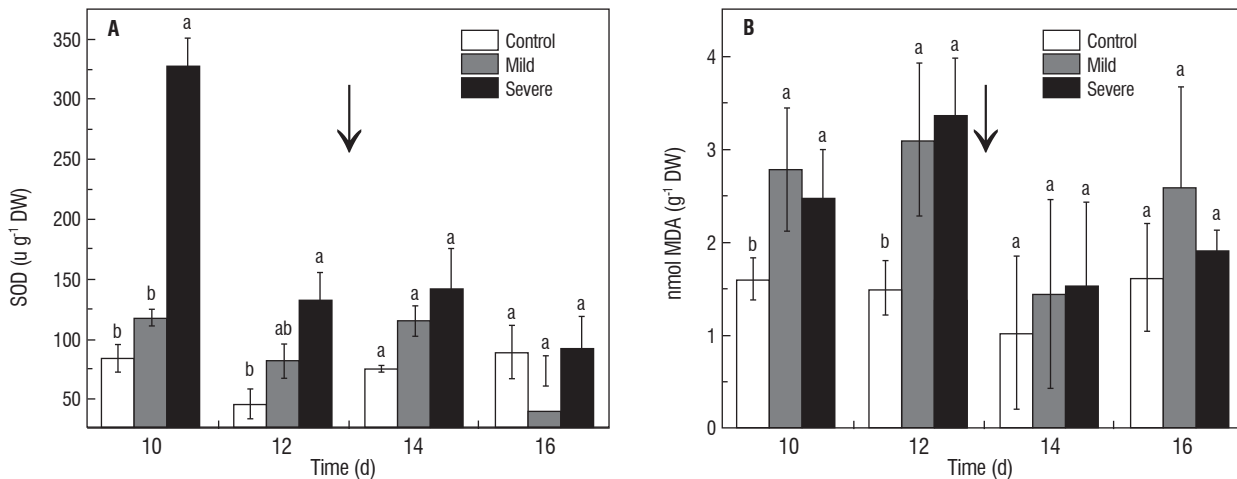 A
SOD (u g⁻¹ DW)
350
300
250
200
150
100
50
Control
Mild
Severe
b
b
a
b
ab
a
a
a
a
a
a
a
10
12
14
16
Time (d)
B
nmol MDA (g⁻¹ DW)
4
3
2
1
0
Control
Mild
Severe
b
a
a
b
a
a
a
a
a
a
a
a
10
12
14
16
Time (d)